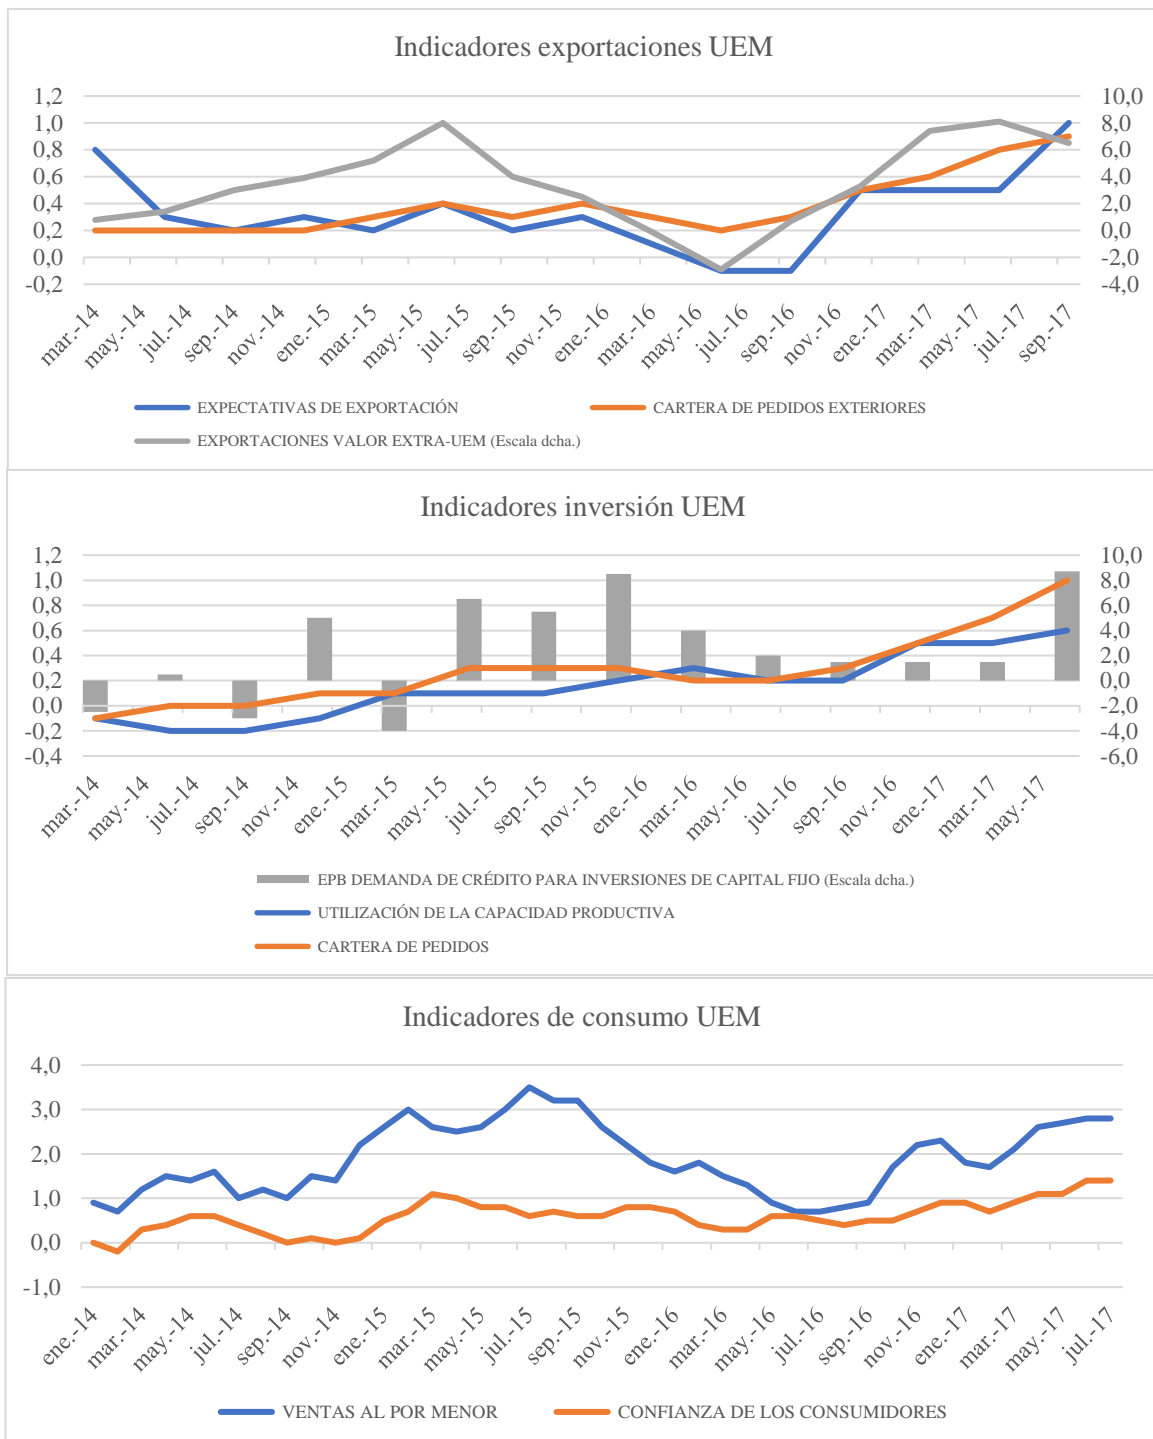 Indicadores exportaciones UEM
1,2
1,0
0,8
0,6
0,4
0,2
0,0
-0,2
10,0
8,0
6,0
4,0
2,0
0,0
-2,0
-4,0
mar.-14
may.-14
jul.-14
sep.-14
nov.-14
ene.-15
mar.-15
may.-15
jul.-15
sep.-15
nov.-15
ene.-16
mar.-16
may.-16
jul.-16
sep.-16
nov.-16
ene.-17
mar.-17
may.-17
jul.-17
sep.-17
EXPECTATIVAS DE EXPORTACIÓN
CARTERA DE PEDIDOS EXTERIORES
EXPORTACIONES VALOR EXTRA-UEM (Escala dcha.)
Indicadores inversión UEM
1,2
1,0
0,8
0,6
0,4
0,2
0,0
-0,2
-0,4
10,0
8,0
6,0
4,0
2,0
0,0
-2,0
-4,0
-6,0
mar.-14
may.-14
jul.-14
sep.-14
nov.-14
ene.-15
mar.-15
may.-15
jul.-15
sep.-15
nov.-15
ene.-16
mar.-16
may.-16
jul.-16
sep.-16
nov.-16
ene.-17
mar.-17
may.-17
EPB DEMANDA DE CRÉDITO PARA INVERSIONES DE CAPITAL FIJO (Escala dcha.)
UTILIZACIÓN DE LA CAPACIDAD PRODUCTIVA
CARTERA DE PEDIDOS
Indicadores de consumo UEM
4,0
3,0
2,0
1,0
0,0
-1,0
ene.-14
mar.-14
may.-14
jul.-14
sep.-14
nov.-14
ene.-15
mar.-15
may.-15
jul.-15
sep.-15
nov.-15
ene.-16
mar.-16
may.-16
jul.-16
sep.-16
nov.-16
ene.-17
mar.-17
may.-17
jul.-17
VENTAS AL POR MENOR
CONFIANZA DE LOS CONSUMIDORES